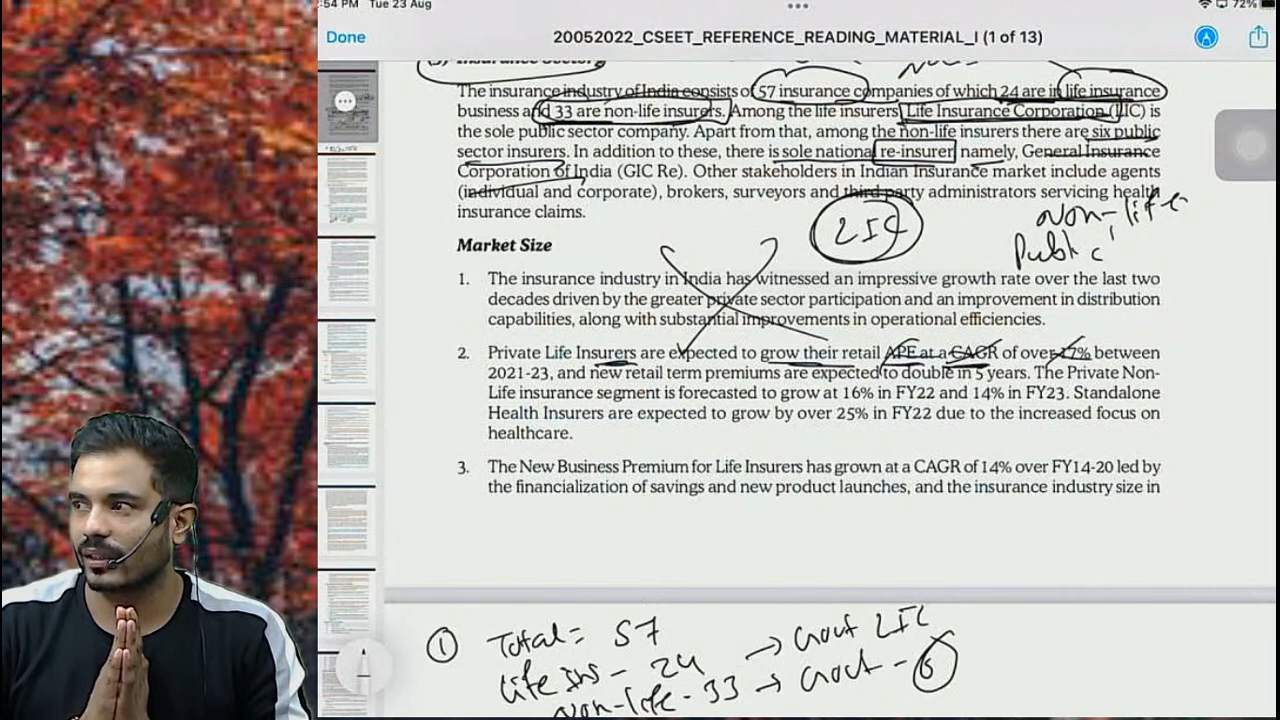 :54 PM Tue 23 Aug
72%
Done
20052022_CSEET_REFERENCE_READING_MATERIAL_I (1 of 13)
Insurance Sector
The insurance industry of India consists of 57 insurance companies of which 24 are in life insurance
business and 33 are non-life insurers. Among the life insurers, Life Insurance Corporation (LIC) is
the sole public sector company. Apart from that, among the non-life insurers there are six public
sector insurers. In addition to these, there is sole national re-insurer, namely, General Insurance
Corporation of India (GIC Re). Other stakeholders in Indian Insurance market include agents
(individual and corporate), brokers, surveyors and third party administrators servicing health
insurance claims.
LIC
Non-life
Public
Market Size
1. The insurance industry in India has witnessed an impressive growth rate over the last two
decades driven by the greater private sector participation and an improvement in distribution
capabilities, along with substantial improvements in operational efficiencies.
2. Private Life Insurers are expected to grow their retail APE at a CAGR of over 17% between
2021-23, and new retail term premiums are expected to double in 5 years. The Private Non-
Life insurance segment is forecasted to grow at 16% in FY22 and 14% in FY23. Standalone
Health Insurers are expected to grow by over 25% in FY22 due to the increased focus on
healthcare.
3. The New Business Premium for Life Insurers has grown at a CAGR of 14% over FY14-20 led by
the financialization of savings and new product launches, and the insurance industry size in
① Total = 57
Life ins - 24 → Govt LIC
Non-life - 33 → Govt - 6